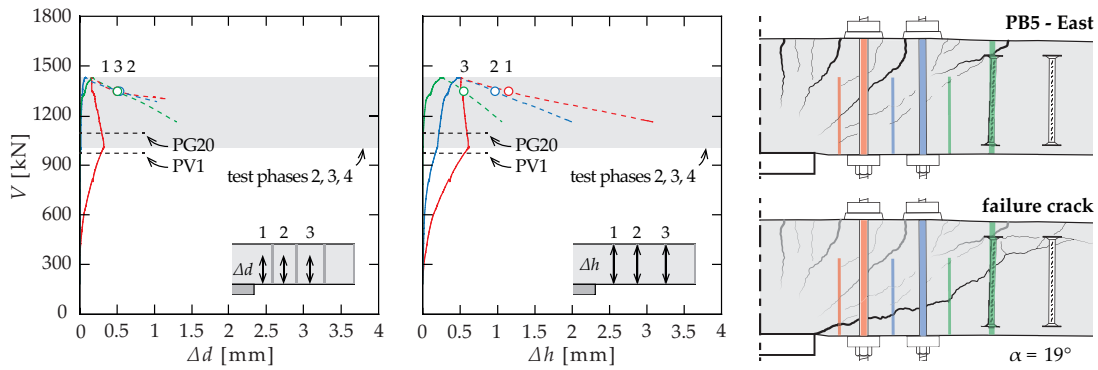 1800
1500
1200
900
600
300
0
V [kN]
1 3 2
PG20
PV1
test phases 2, 3, 4
1 2 3
Δd
0 0.5 1 1.5 2 2.5 3 3.5 4
Δd [mm]
3 2 1
PG20
PV1
test phases 2, 3, 4
1 2 3
Δh
0 0.5 1 1.5 2 2.5 3 3.5 4
Δh [mm]
PB5 - East
failure crack
α = 19°